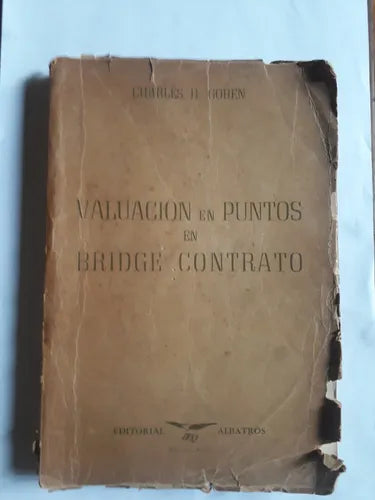 CHARLES H. GOREN
VALUACION EN PUNTOS
EN
BRIDGE CONTRATO
EDITORIAL ALBATROS